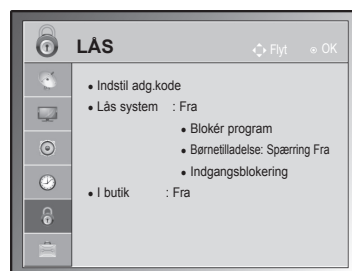 LÅS
Flyt OK
• Indstil adg.kode
• Lås system : Fra
• Blokér program
• Børnetilladelse: Spærring Fra
• Indgangsblokering
• I butik : Fra